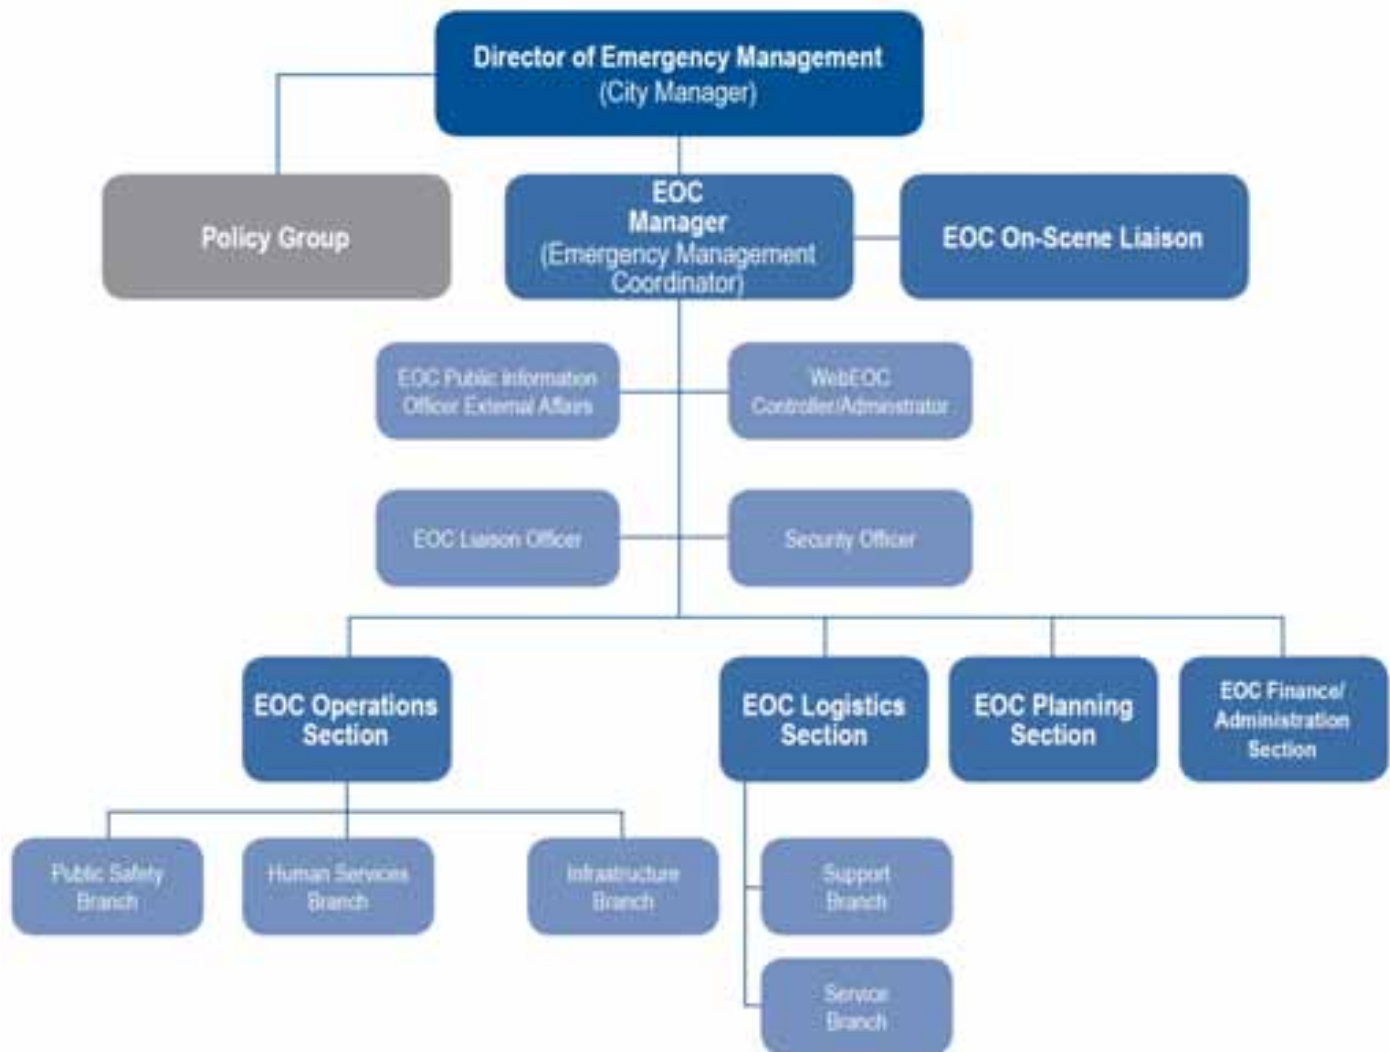 Director of Emergency Management
(City Manager)
Policy Group
EOC
Manager
(Emergency Management
Coordinator)
EOC On-Scene Liaison
EOC Public Information
Officer External Affairs
WebEOC
Controller/Administrator
EOC Liaison Officer
Security Officer
EOC Operations
Section
EOC Logistics
Section
EOC Planning
Section
EOC Finance/
Administration
Section
Public Safety
Branch
Human Services
Branch
Infrastructure
Branch
Support
Branch
Service
Branch